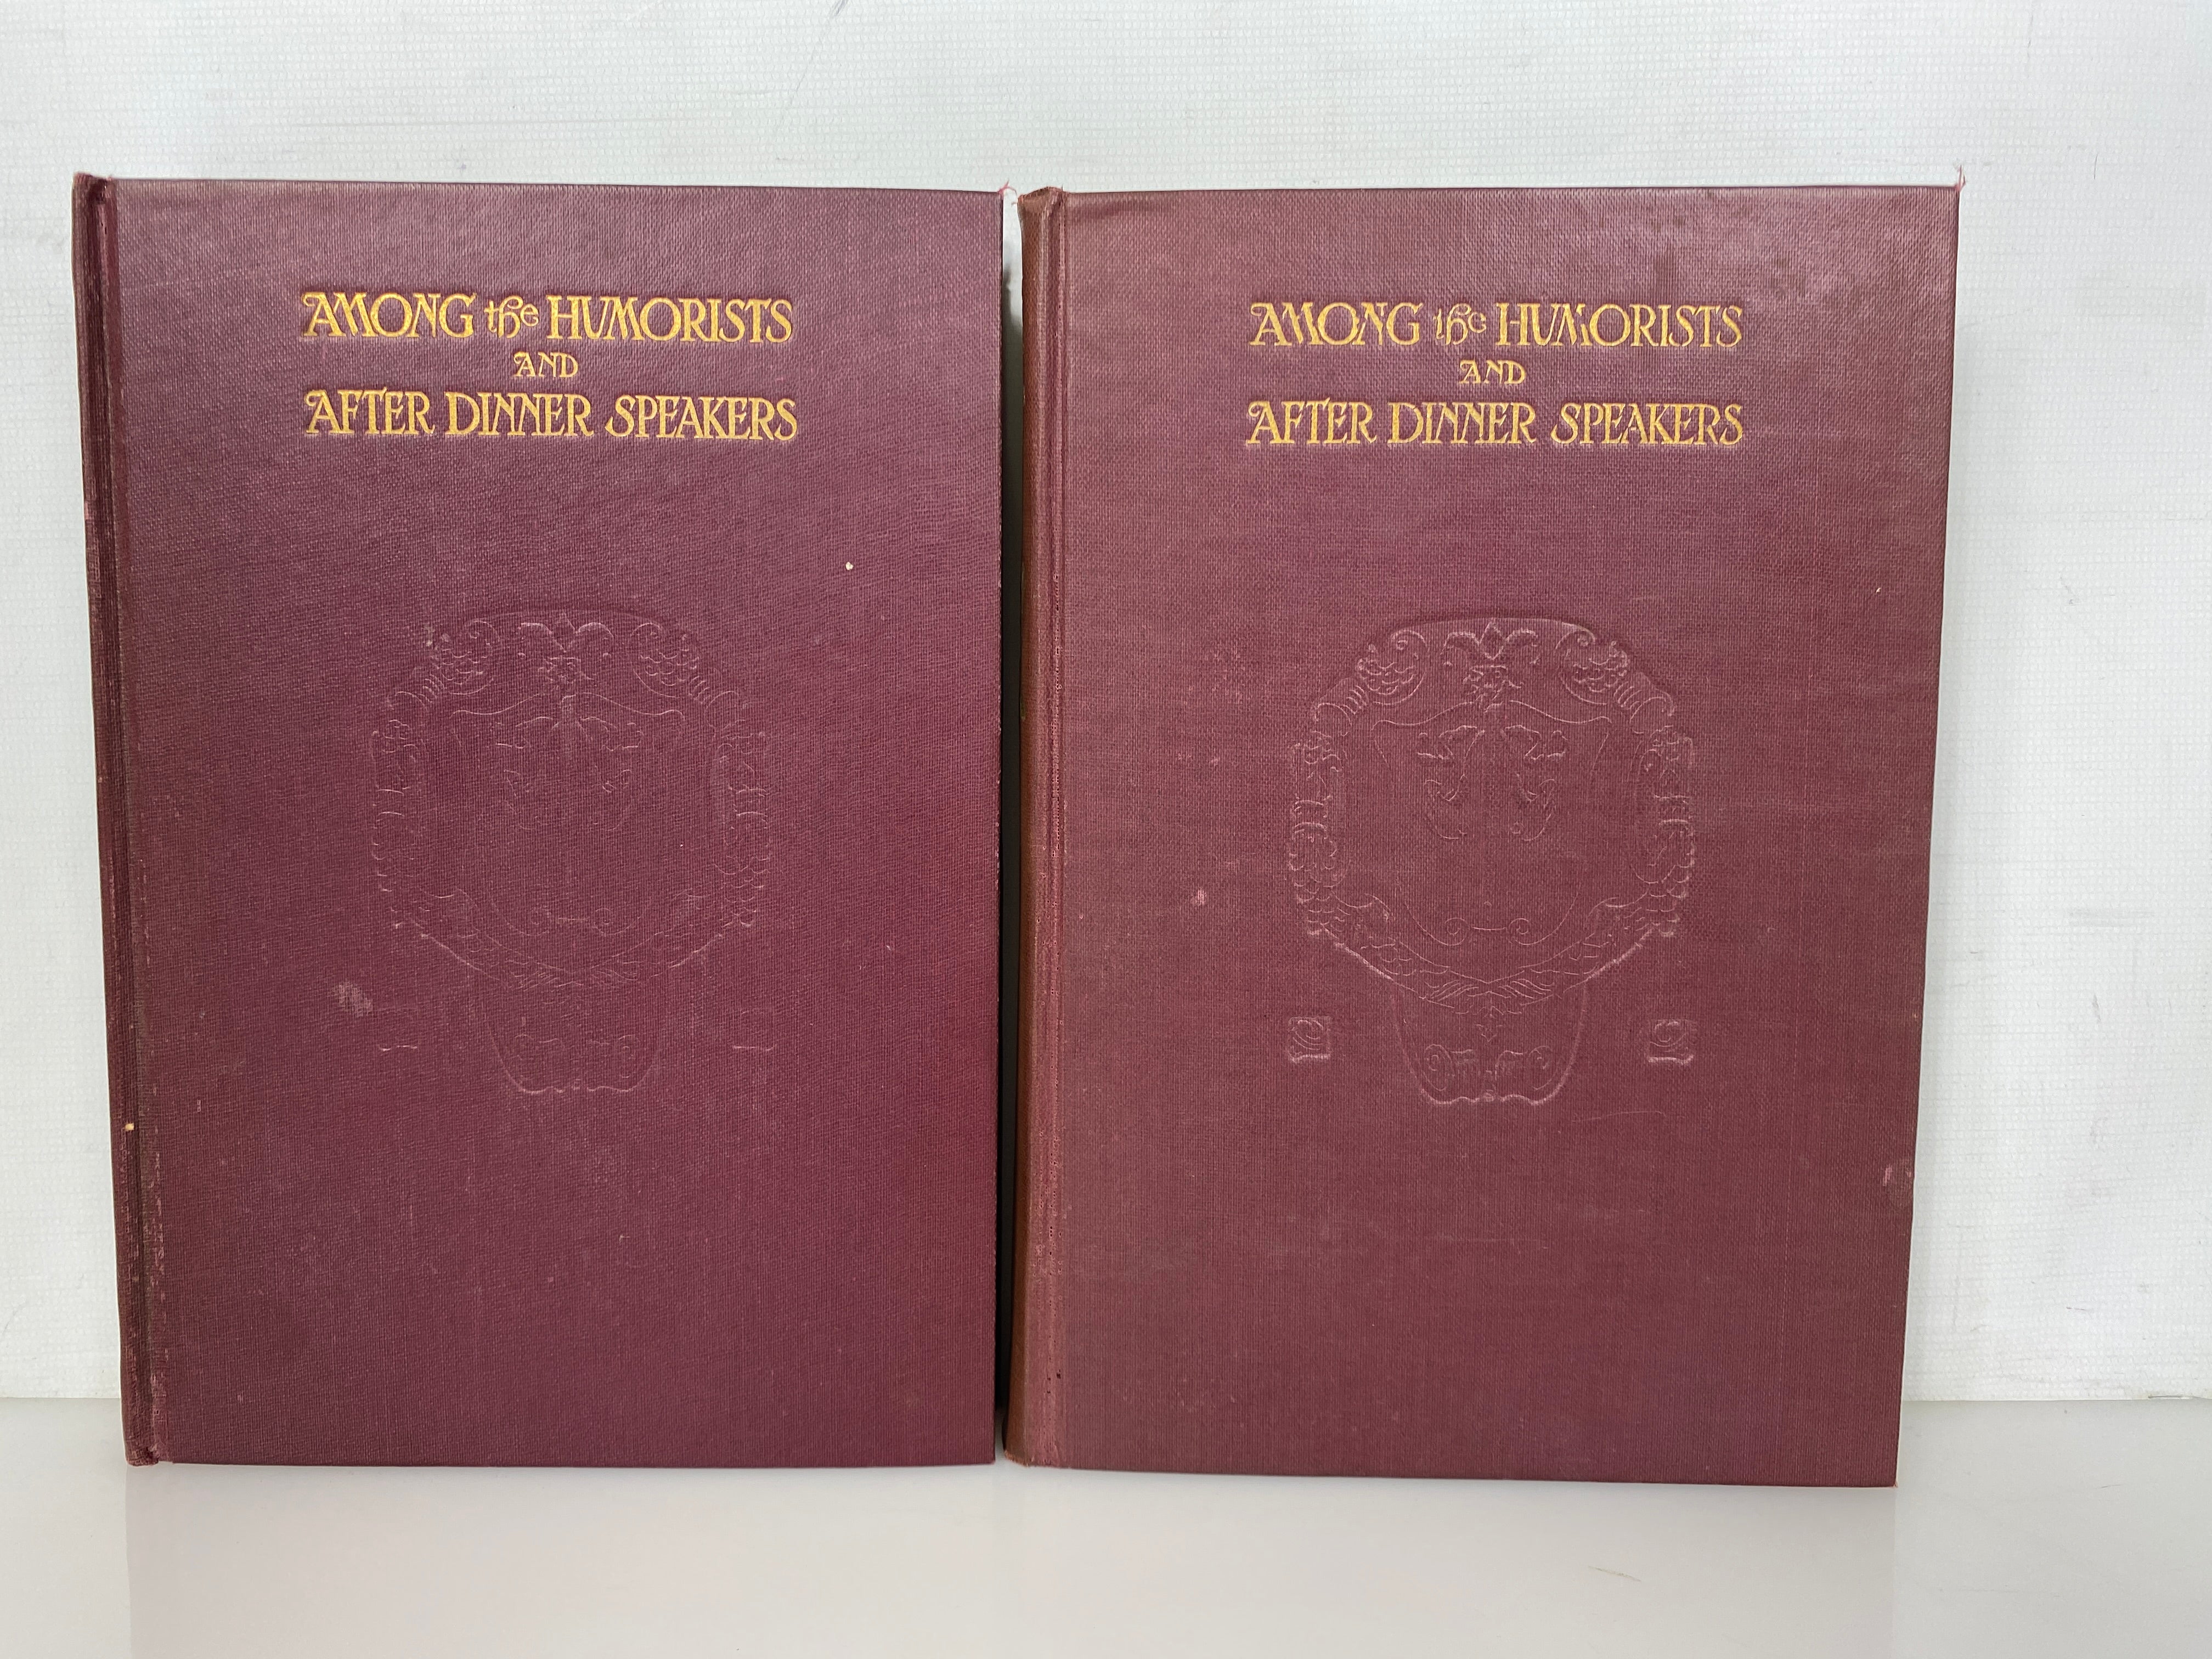 AMONG the HUMORISTS
AND
AFTER DINNER SPEAKERS
AMONG the HUMORISTS
AND
AFTER DINNER SPEAKERS